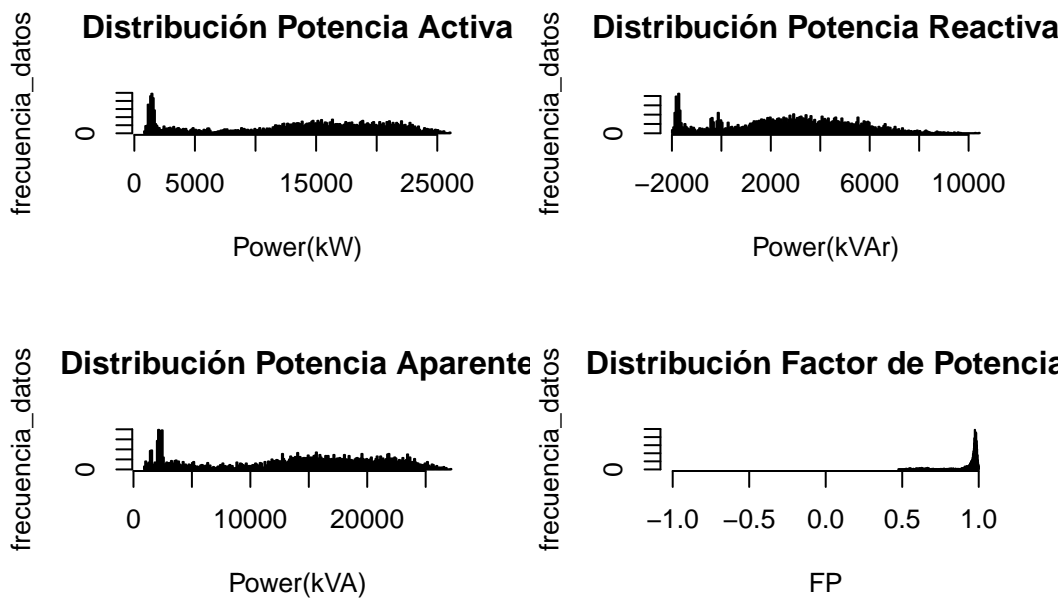 Distribución Potencia Activa
frecuencia_datos
0
0 5000 15000 25000
Power(kW)
Distribución Potencia Reactiva
frecuencia_datos
0
−2000 2000 6000 10000
Power(kVAr)
Distribución Potencia Aparente
frecuencia_datos
0
0 10000 20000
Power(kVA)
Distribución Factor de Potencia
frecuencia_datos
0
−1.0 −0.5 0.0 0.5 1.0
FP